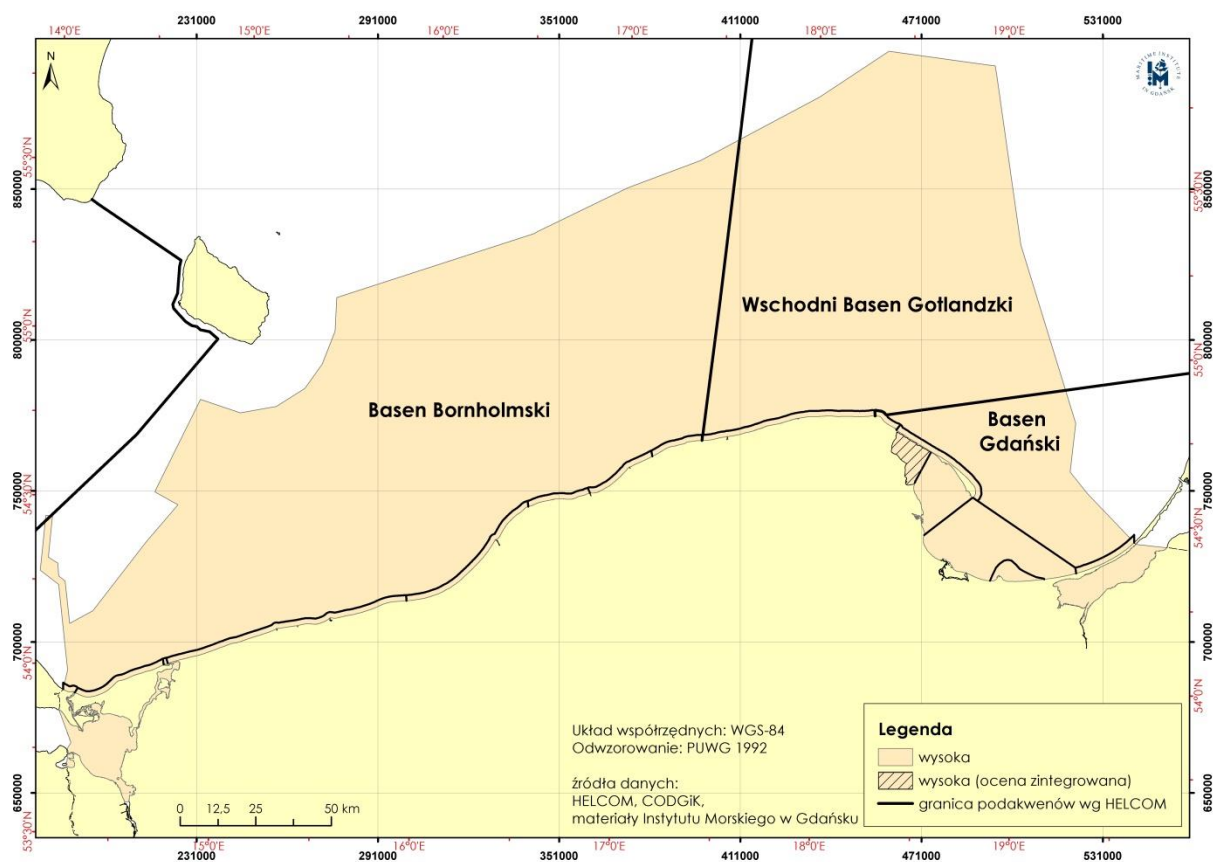 231000 291000 351000 411000 471000 531000
14°0'E 15°0'E 16°0'E 17°0'E 18°0'E 19°0'E
N
MARITIME INSTITUTE
IN GDAŃSK
55°30'N
850000
850000
55°30'N
Wschodni Basen Gotlandzki
55°0'N
800000
800000
55°0'N
Basen Bornholmski
Basen
Gdański
54°30'N
750000
750000
54°30'N
54°0'N
700000
700000
54°0'N
Układ współrzędnych: WGS-84
Odwzorowanie: PUWG 1992
źródła danych:
HELCOM, CODGiK,
materiały Instytutu Morskiego w Gdańsku
Legenda
wysoka
wysoka (ocena zintegrowana)
granica podakwenów wg HELCOM
0 12,5 25 50 km
650000
650000
53°30'N
231000 291000 351000 411000 471000 531000
15°0'E 16°0'E 17°0'E 18°0'E 19°0'E